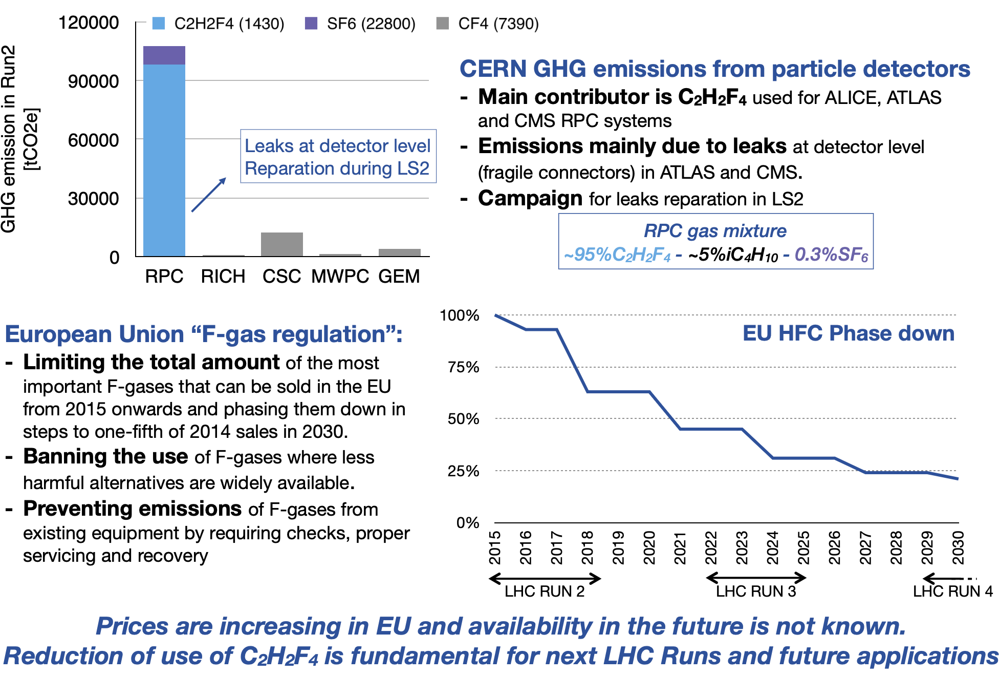 120000
C2H2F4 (1430)
SF6 (22800)
CF4 (7390)
90000
60000
30000
0
GHG emission in Run2
[tCO2e]
Leaks at detector level
Reparation during LS2
RPC
RICH
CSC
MWPC
GEM
CERN GHG emissions from particle detectors
- Main contributor is C₂H₂F₄ used for ALICE, ATLAS
and CMS RPC systems
- Emissions mainly due to leaks at detector level
(fragile connectors) in ATLAS and CMS.
- Campaign for leaks reparation in LS2
RPC gas mixture
~95%C₂H₂F₄ - ~5%iC₄H₁₀ - 0.3%SF₆
European Union “F-gas regulation”:
- Limiting the total amount of the most
important F-gases that can be sold in the EU
from 2015 onwards and phasing them down in
steps to one-fifth of 2014 sales in 2030.
- Banning the use of F-gases where less
harmful alternatives are widely available.
- Preventing emissions of F-gases from
existing equipment by requiring checks, proper
servicing and recovery
EU HFC Phase down
100%
75%
50%
25%
0%
2015
2016
2017
2018
2019
2020
2021
2022
2023
2024
2025
2026
2027
2028
2029
2030
LHC RUN 2
LHC RUN 3
LHC RUN 4
Prices are increasing in EU and availability in the future is not known.
Reduction of use of C₂H₂F₄ is fundamental for next LHC Runs and future applications